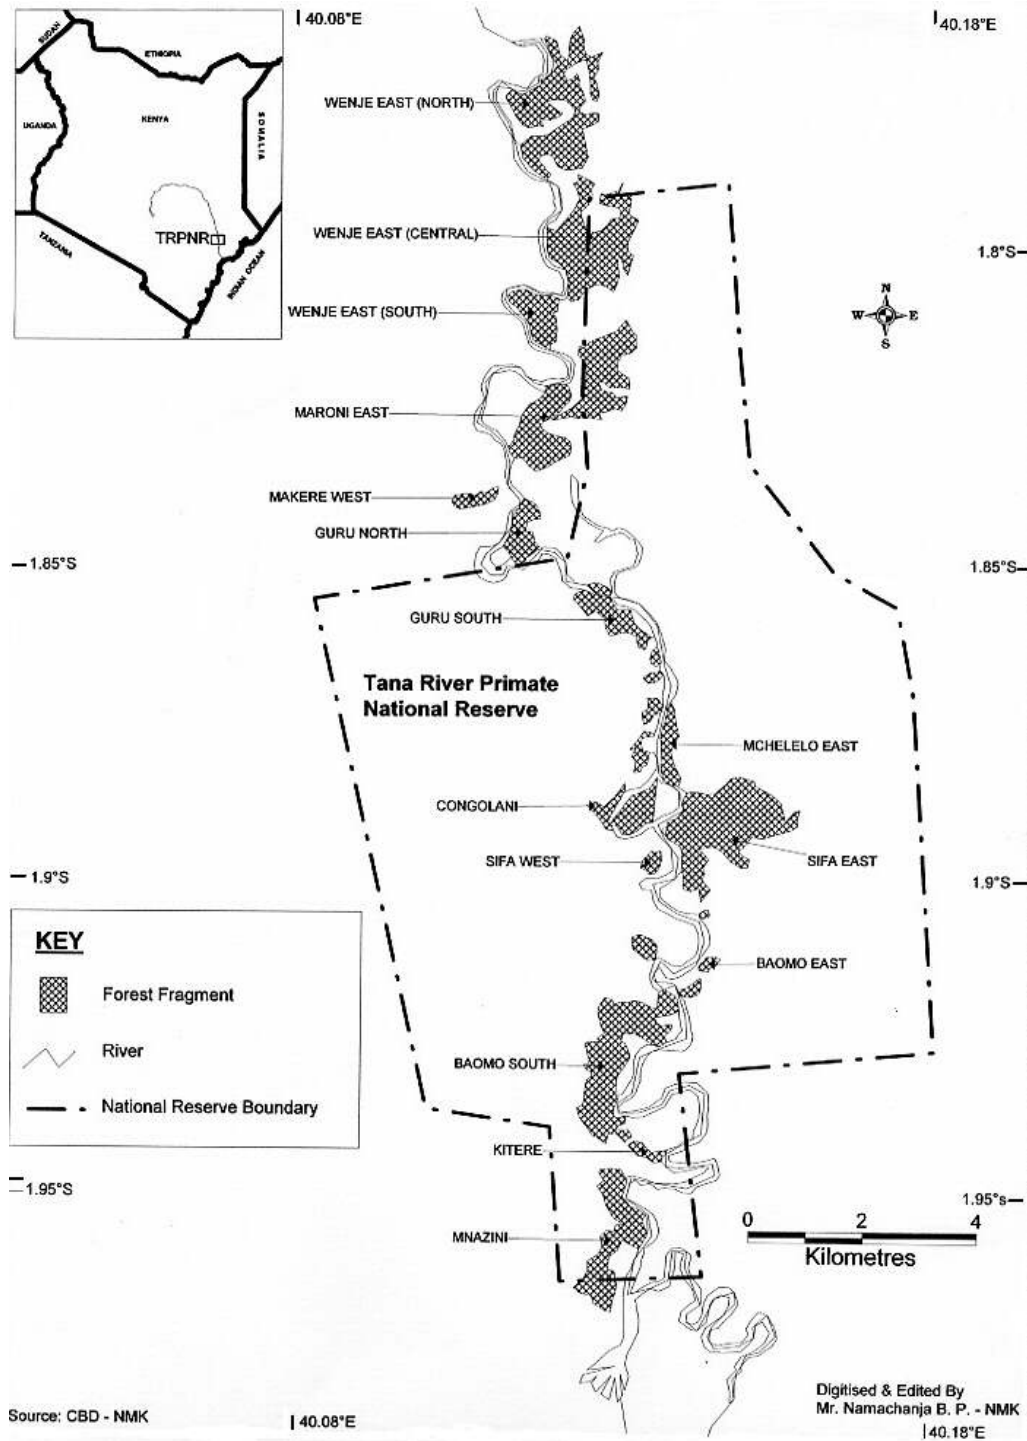 40.08°E
40.18°E
SUDAN
ETHIOPIA
UGANDA
KENYA
SOMALIA
TRPNR
TANZANIA
INDIAN OCEAN
WENJE EAST (NORTH)
WENJE EAST (CENTRAL)
1.8°S
N
W
E
S
WENJE EAST (SOUTH)
MARONI EAST
MAKERE WEST
GURU NORTH
1.85°S
1.85°S
GURU SOUTH
Tana River Primate
National Reserve
MCHELELO EAST
CONGOLANI
SIFA WEST
SIFA EAST
1.9°S
1.9°S
KEY
Forest Fragment
River
National Reserve Boundary
BAOMO EAST
BAOMO SOUTH
KITERE
1.95°S
1.95°s
MNAZINI
0 2 4
Kilometres
Source: CBD - NMK
40.08°E
Digitised & Edited By
Mr. Namachanja B. P. - NMK
40.18°E